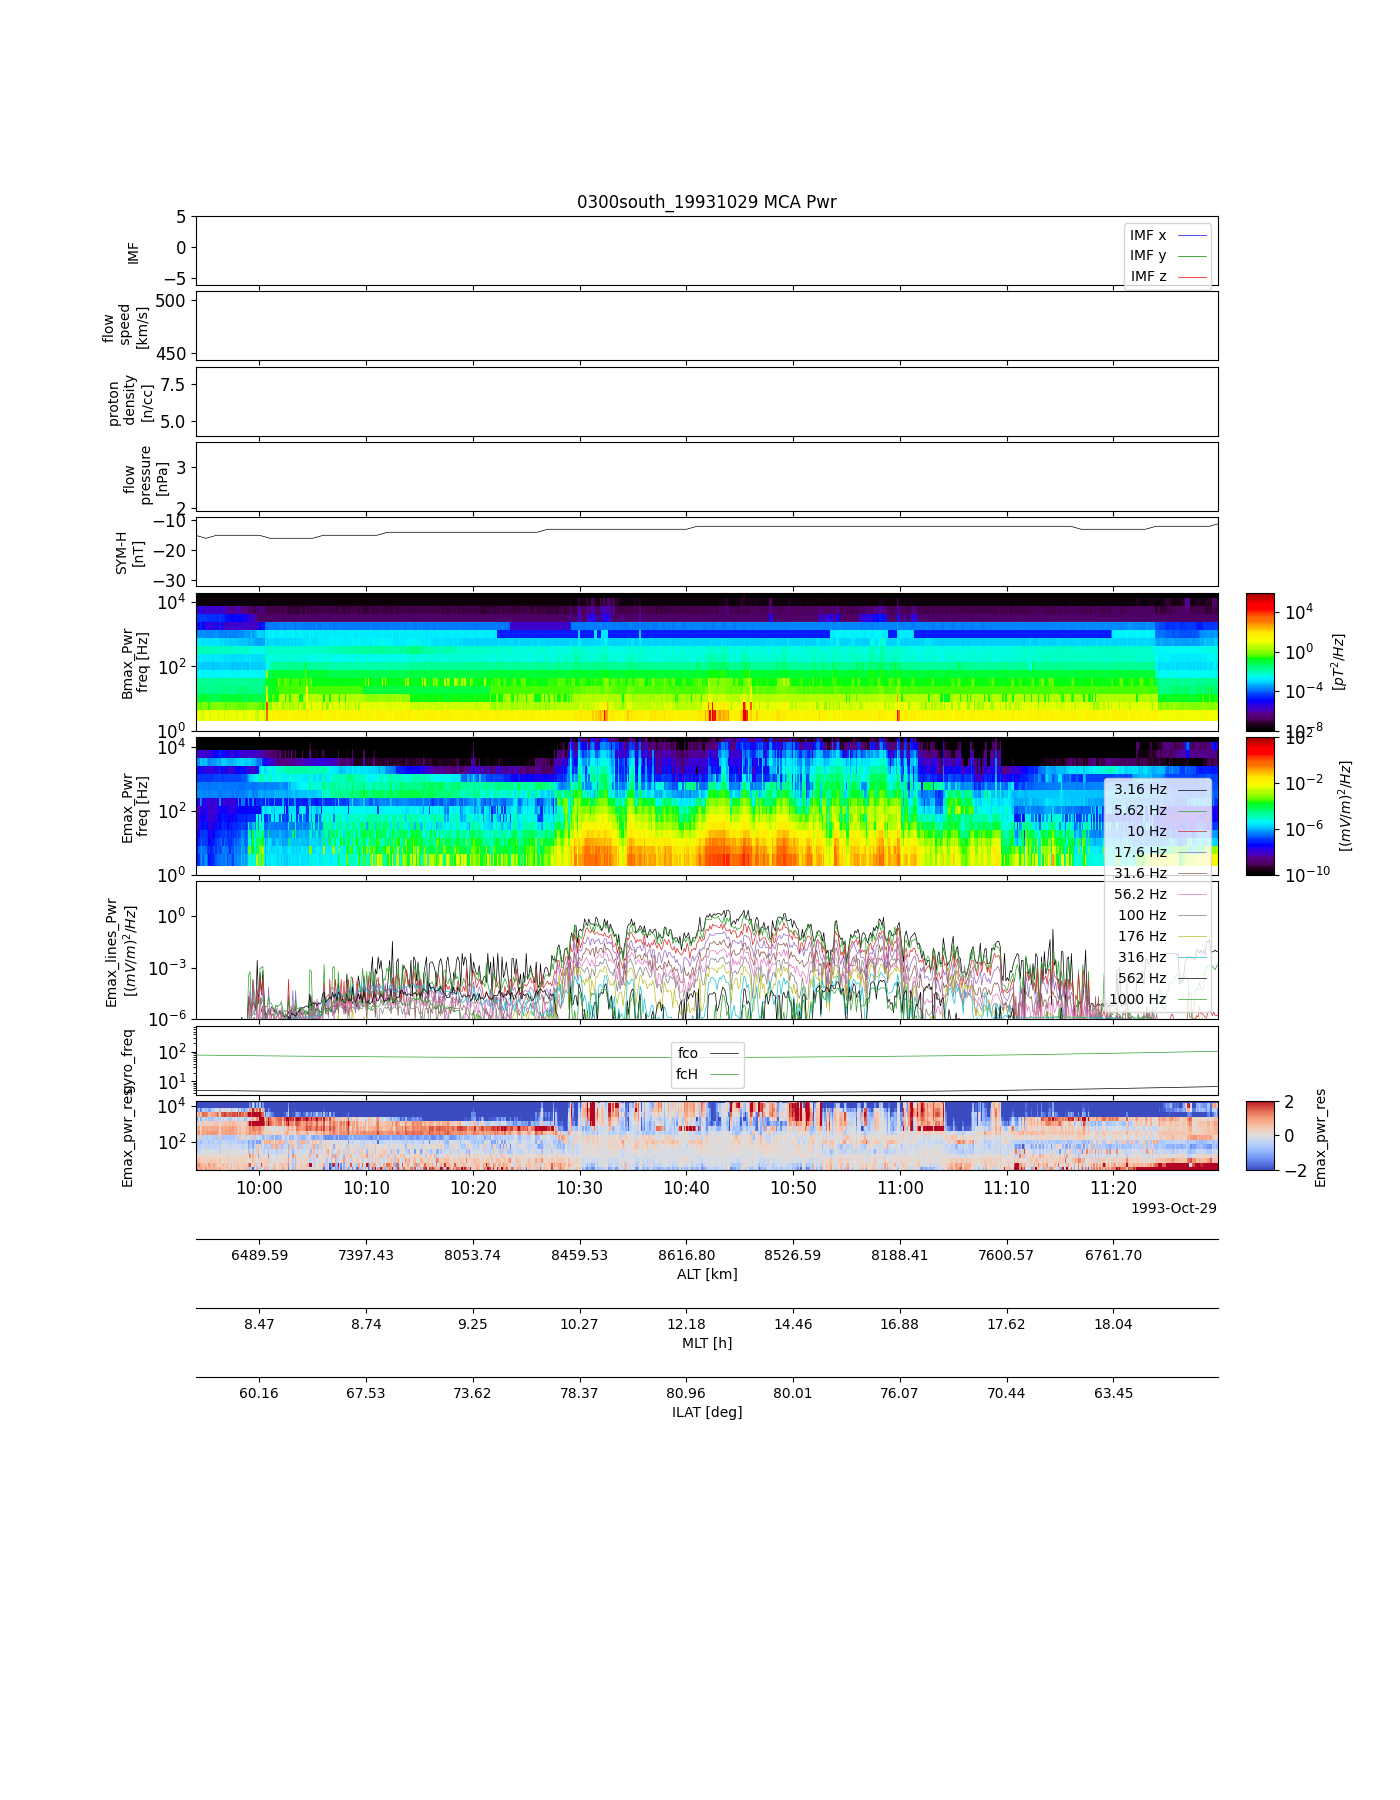 0300south_19931029 MCA Pwr
5
0
−5
IMF
IMF x
IMF y
IMF z
500
450
flow
speed
[km/s]
7.5
5.0
proton
density
[n/cc]
3
2
flow
pressure
[nPa]
−10
−20
−30
SYM-H
[nT]
10^4
10^2
10^0
Bmax_Pwr
freq [Hz]
10^4
10^0
10^−4
10^−8
[pT^2/Hz]
10^4
10^2
10^0
Emax_Pwr
freq [Hz]
10^2
10^−2
10^−6
10^−10
[(mV/m)^2/Hz]
3.16 Hz
5.62 Hz
10 Hz
17.6 Hz
31.6 Hz
56.2 Hz
100 Hz
176 Hz
316 Hz
562 Hz
1000 Hz
10^0
10^−3
10^−6
Emax_lines_Pwr
[(mV/m)^2/Hz]
10^2
10^1
gyro_freq
fco
fcH
10^4
10^2
Emax_pwr_res
2
0
−2
Emax_pwr_res
10:00 10:10 10:20 10:30 10:40 10:50 11:00 11:10 11:20
1993-Oct-29
6489.59 7397.43 8053.74 8459.53 8616.80 8526.59 8188.41 7600.57 6761.70
ALT [km]
8.47 8.74 9.25 10.27 12.18 14.46 16.88 17.62 18.04
MLT [h]
60.16 67.53 73.62 78.37 80.96 80.01 76.07 70.44 63.45
ILAT [deg]